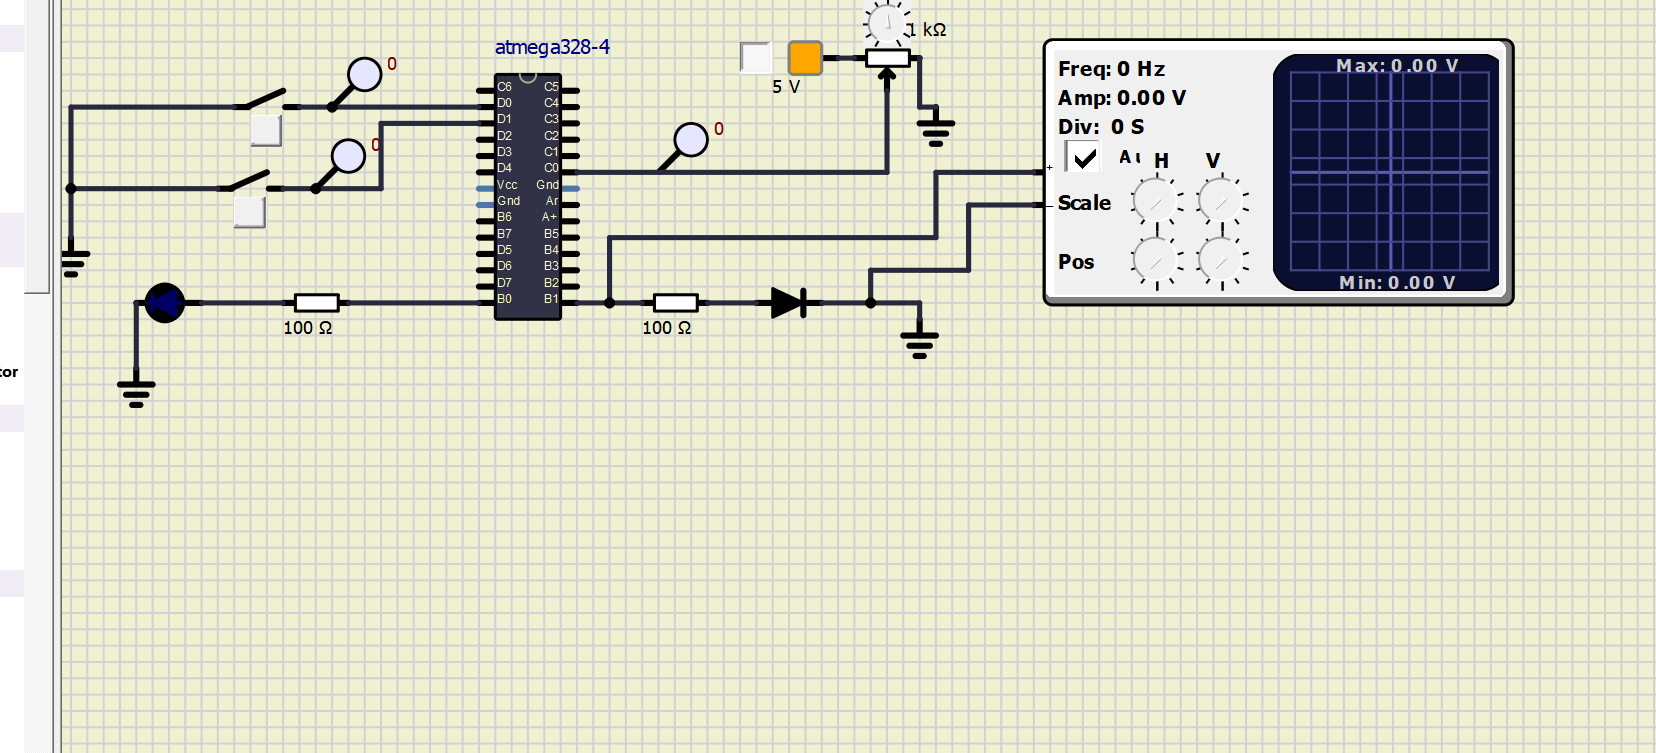 atmega328-4
1 kΩ
5 V
0
0
0
C6 C5
D0 C4
D1 C3
D2 C2
D3 C1
D4 C0
Vcc Gnd
Gnd Ar
B6 A+
B7 B5
D5 B4
D6 B3
D7 B2
B0 B1
100 Ω
100 Ω
Freq: 0 Hz
Amp: 0.00 V
Div: 0 S
Au H V
Scale
Pos
+
−
Max: 0.00 V
Min: 0.00 V
tor